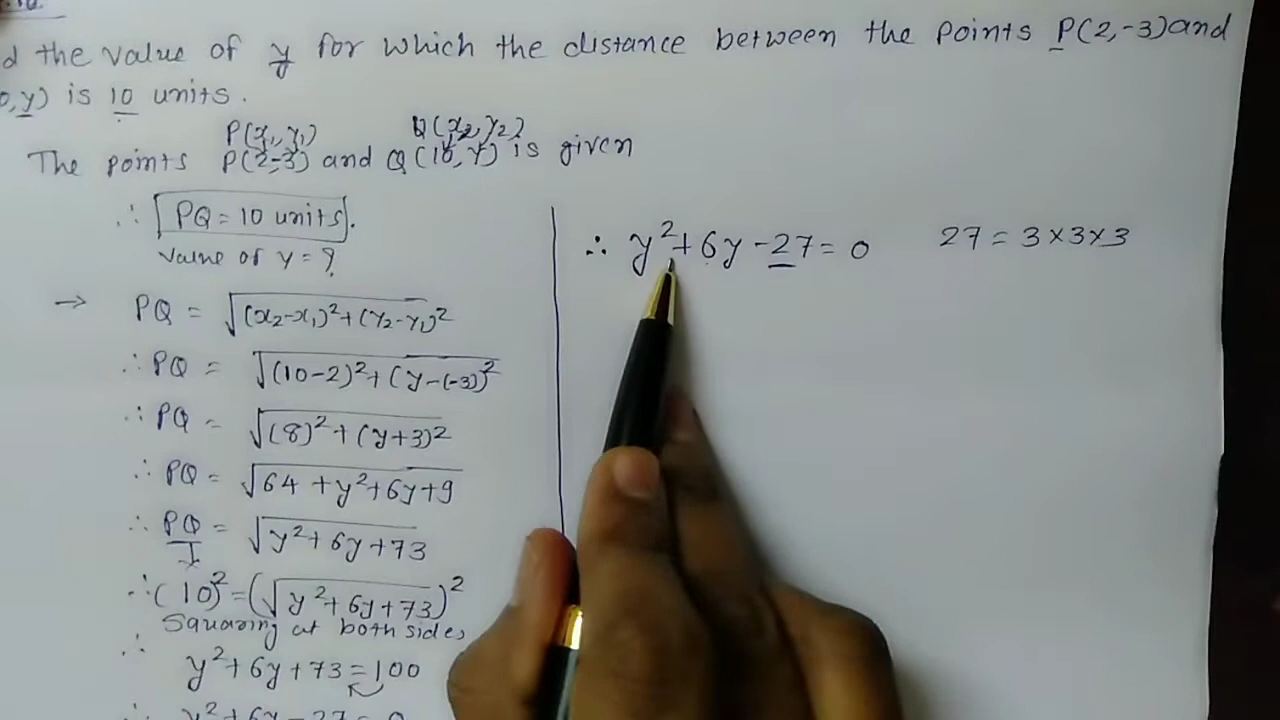 d the value of y for which the distance between the points P(2,-3) and
0,y) is 10 units.
P(x₁,y₁) Q(x₂,y₂)
The points P(2-3) and Q(10,y) is given
∴ PQ = 10 units.
Value of y = ?
→ PQ = √(x₂-x₁)²+(y₂-y₁)²
∴ PQ = √(10-2)²+(y-(-3))²
∴ PQ = √(8)²+(y+3)²
∴ PQ = √64+y²+6y+9
∴ PQ = √y²+6y+73
∴ (10)² = (√y²+6y+73)²
Squaring at both sides
∴ y²+6y+73=100
∴ y²+6y-27=0
∴ y²+6y-27=0 27=3×3×3